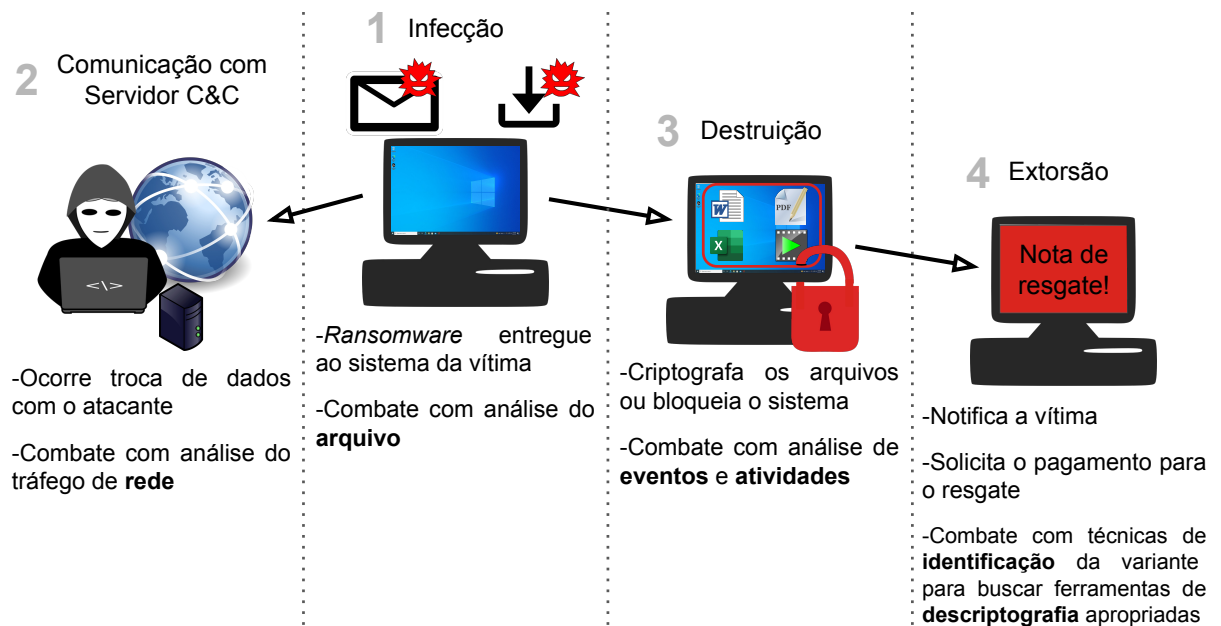 2
Comunicação com
Servidor C&C
</\>
-Ocorre troca de dados
com o atacante
-Combate com análise do
tráfego de rede
1
Infecção
-Ransomware entregue
ao sistema da vítima
-Combate com análise do
arquivo
3
Destruição
W
PDF
X
-Criptografa os arquivos
ou bloqueia o sistema
-Combate com análise de
eventos e atividades
4
Extorsão
Nota de
resgate!
-Notifica a vítima
-Solicita o pagamento para
o resgate
-Combate com técnicas de
identificação da variante
para buscar ferramentas de
descriptografia apropriadas